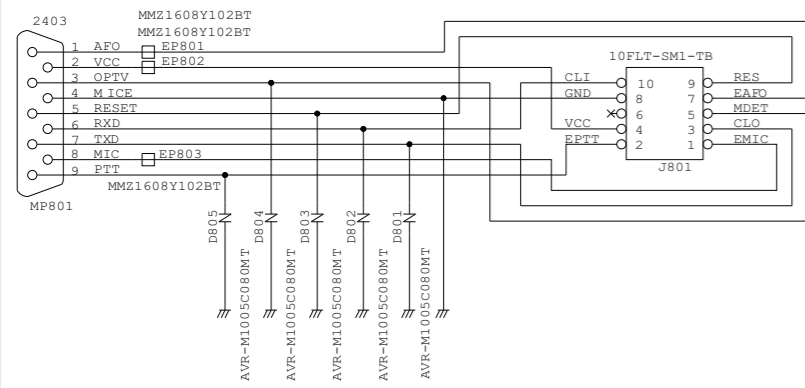 MMZ1608Y102BT
2403
MMZ1608Y102BT
1 AFO EP801
2 VCC EP802
3 OPTV
4 MICE
5 RESET
6 RXD
7 TXD
8 MIC EP803
9 PTT
MMZ1608Y102BT
MP801
10FLT-SM1-TB
CLI 10 9 RES
GND 8 7 EAFO
6 5 MDET
VCC 4 3 CLO
EPTT 2 1 EMIC
J801
D805
D804
D803
D802
D801
AVR-M1005C080MT
AVR-M1005C080MT
AVR-M1005C080MT
AVR-M1005C080MT
AVR-M1005C080MT